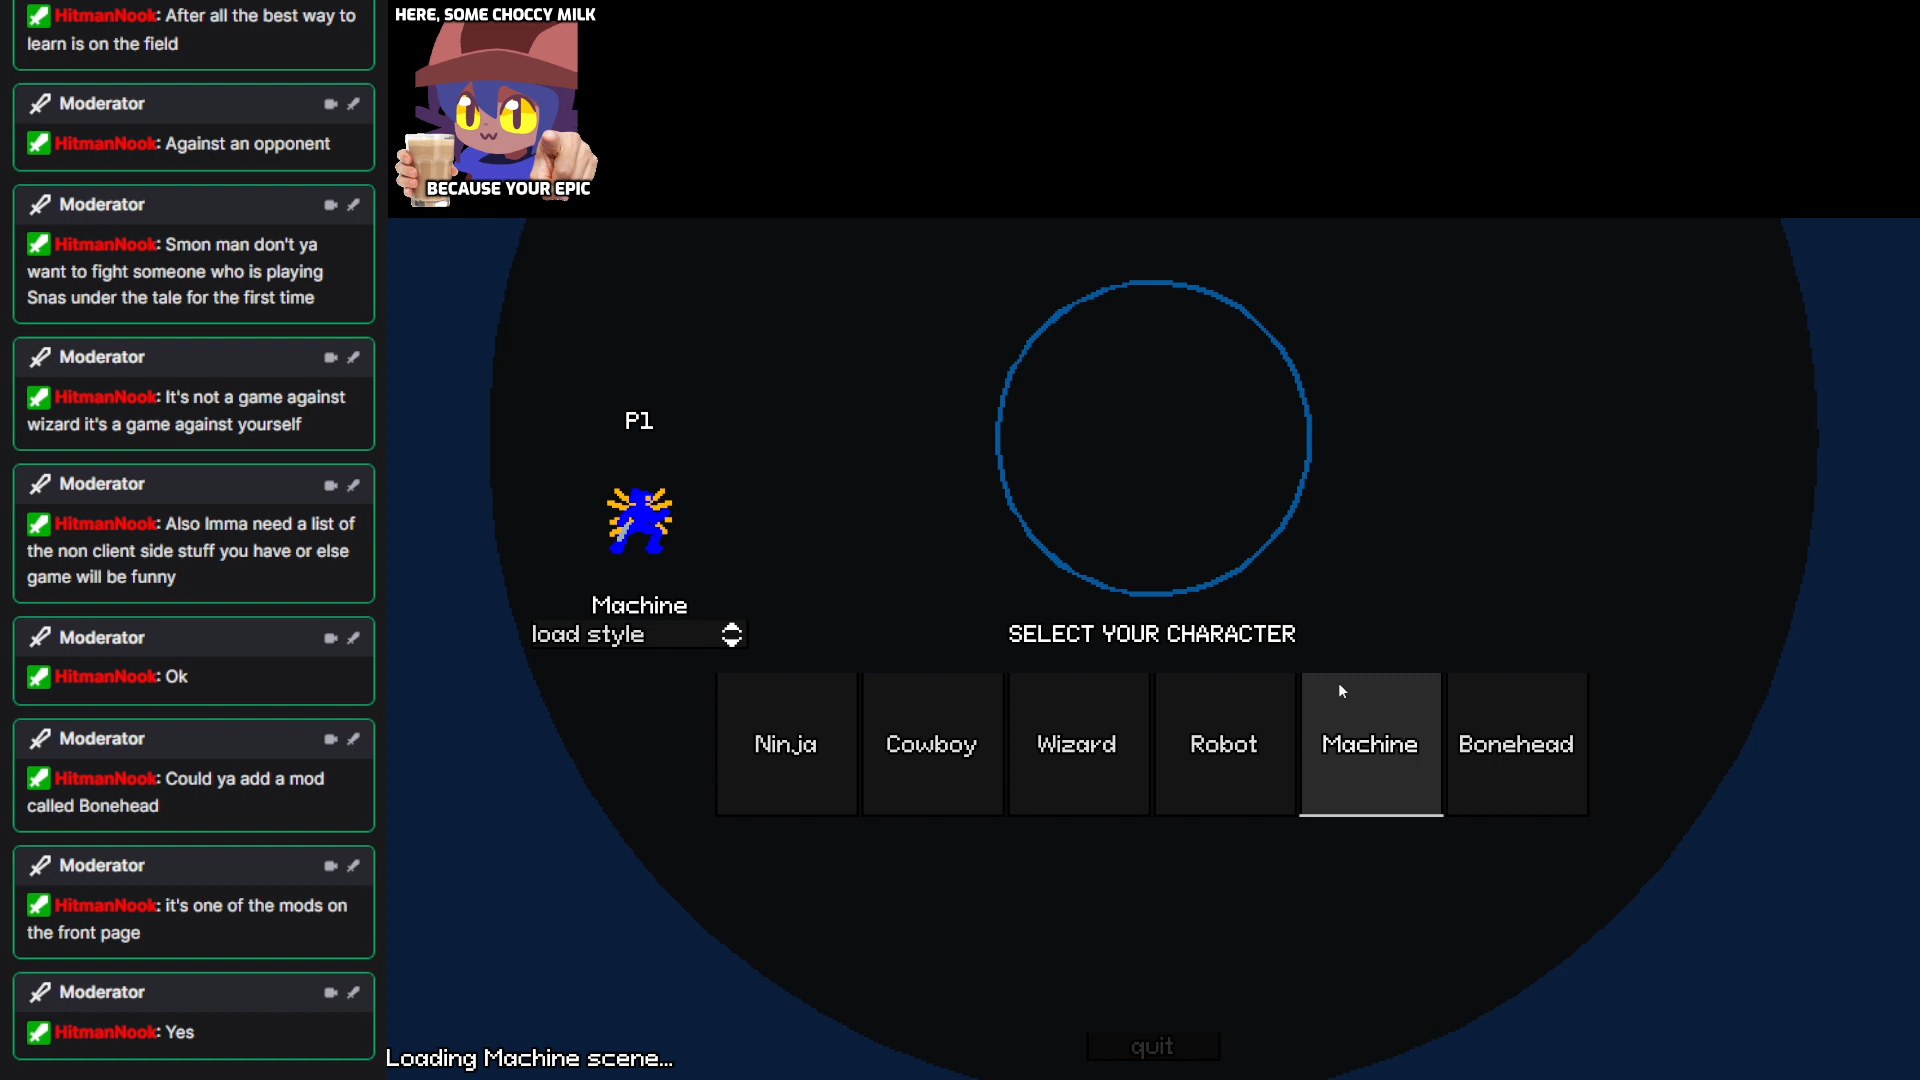 HitmanNook: After all the best way to
learn is on the field
Moderator
HitmanNook: Against an opponent
Moderator
HitmanNook: Smon man don't ya
want to fight someone who is playing
Snas under the tale for the first time
Moderator
HitmanNook: It's not a game against
wizard it's a game against yourself
Moderator
HitmanNook: Also Imma need a list of
the non client side stuff you have or else
game will be funny
Moderator
HitmanNook: Ok
Moderator
HitmanNook: Could ya add a mod
called Bonehead
Moderator
HitmanNook: it's one of the mods on
the front page
Moderator
HitmanNook: Yes
HERE, SOME CHOCCY MILK
BECAUSE YOUR EPIC
P1
Machine
load style
SELECT YOUR CHARACTER
Ninja
Cowboy
Wizard
Robot
Machine
Bonehead
quit
Loading Machine scene...